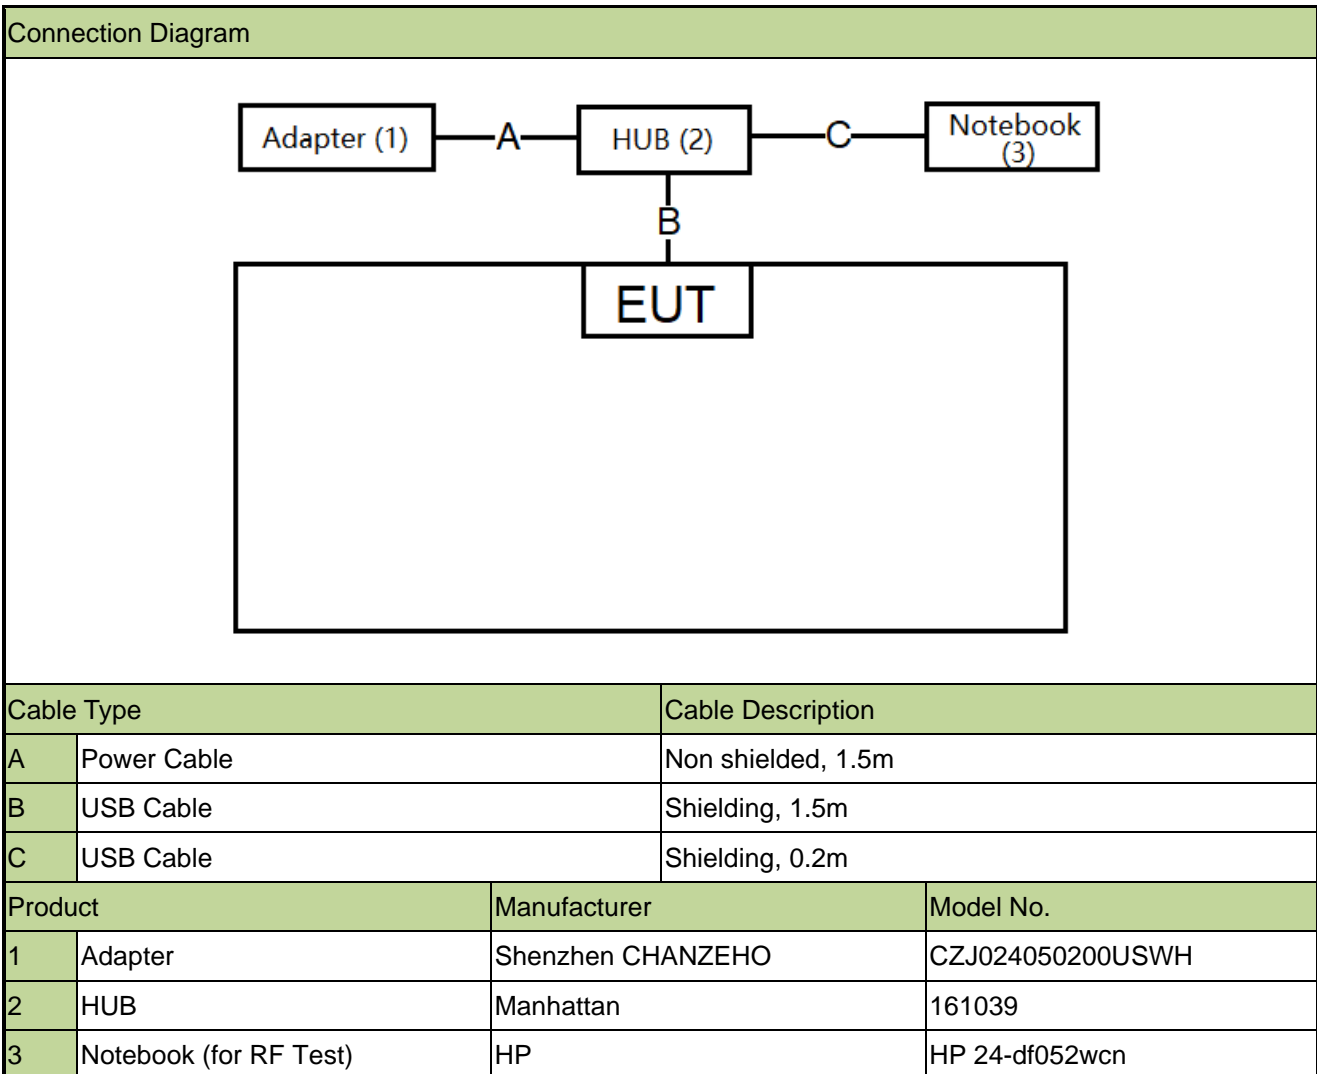 Connection Diagram
Adapter (1) A HUB (2) C Notebook
(3)
B
EUT
Cable Type Cable Description
A Power Cable Non shielded, 1.5m
B USB Cable Shielding, 1.5m
C USB Cable Shielding, 0.2m
Product Manufacturer Model No.
1 Adapter Shenzhen CHANZEHO CZJ024050200USWH
2 HUB Manhattan 161039
3 Notebook (for RF Test) HP HP 24-df052wcn